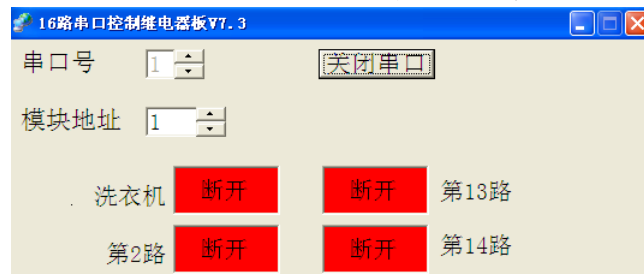 16路串口控制继电器板V7.3
串口号 1 关闭串口
模块地址 1
洗衣机 断开 断开 第13路
第2路 断开 断开 第14路